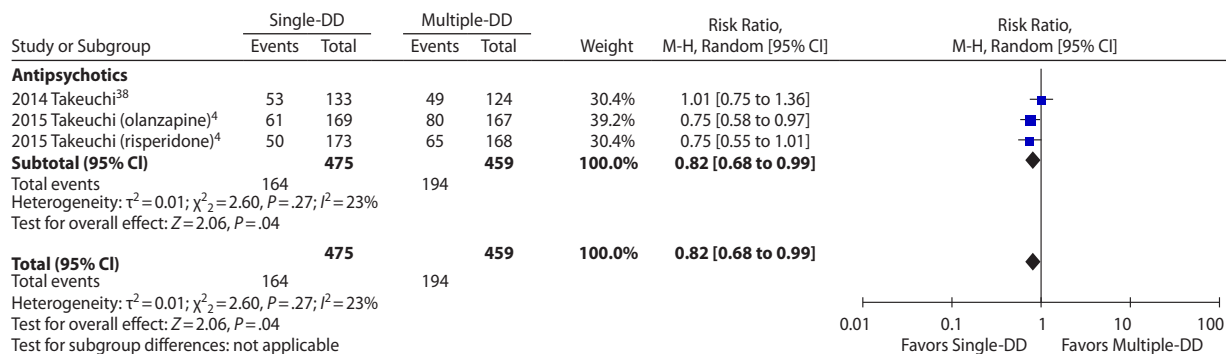 Single-DD Multiple-DD Risk Ratio, Risk Ratio,
Study or Subgroup Events Total Events Total Weight M-H, Random [95% CI] M-H, Random [95% CI]
Antipsychotics
2014 Takeuchi³⁸ 53 133 49 124 30.4% 1.01 [0.75 to 1.36]
2015 Takeuchi (olanzapine)⁴ 61 169 80 167 39.2% 0.75 [0.58 to 0.97]
2015 Takeuchi (risperidone)⁴ 50 173 65 168 30.4% 0.75 [0.55 to 1.01]
Subtotal (95% Cl) 475 459 100.0% 0.82 [0.68 to 0.99]
Total events 164 194
Heterogeneity: τ² = 0.01; χ²₂ = 2.60, P = .27; I² = 23%
Test for overall effect: Z = 2.06, P = .04
Total (95% Cl) 475 459 100.0% 0.82 [0.68 to 0.99]
Total events 164 194
Heterogeneity: τ² = 0.01; χ²₂ = 2.60, P = .27; I² = 23%
Test for overall effect: Z = 2.06, P = .04
Test for subgroup differences: not applicable
0.01 0.1 1 10 100
Favors Single-DD Favors Multiple-DD